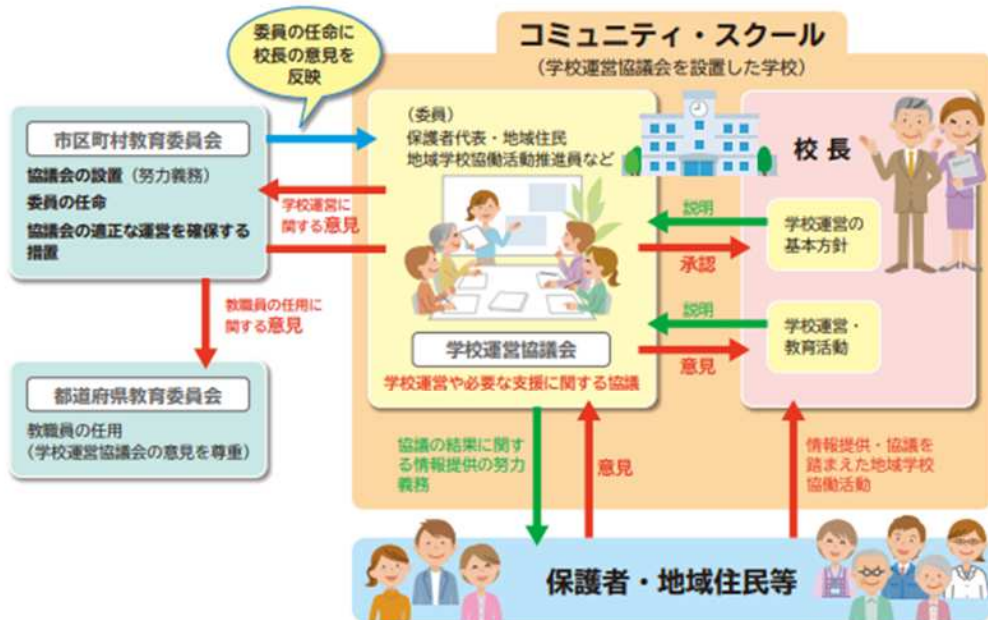 委員の任命に
校長の意見を
反映
コミュニティ・スクール
（学校運営協議会を設置した学校）
市区町村教育委員会
協議会の設置（努力義務）
委員の任命
協議会の適正な運営を確保する
措置
（委員）
保護者代表・地域住民
地域学校協働活動推進員など
学校運営に
関する意見
校長
説明
学校運営の
基本方針
承認
説明
学校運営・
教育活動
意見
学校運営協議会
学校運営や必要な支援に関する協議
教職員の任用に
関する意見
都道府県教育委員会
教職員の任用
（学校運営協議会の意見を尊重）
協議の結果に関す
る情報提供の努力
義務
意見
情報提供・協議を
踏まえた地域学校
協働活動
保護者・地域住民等